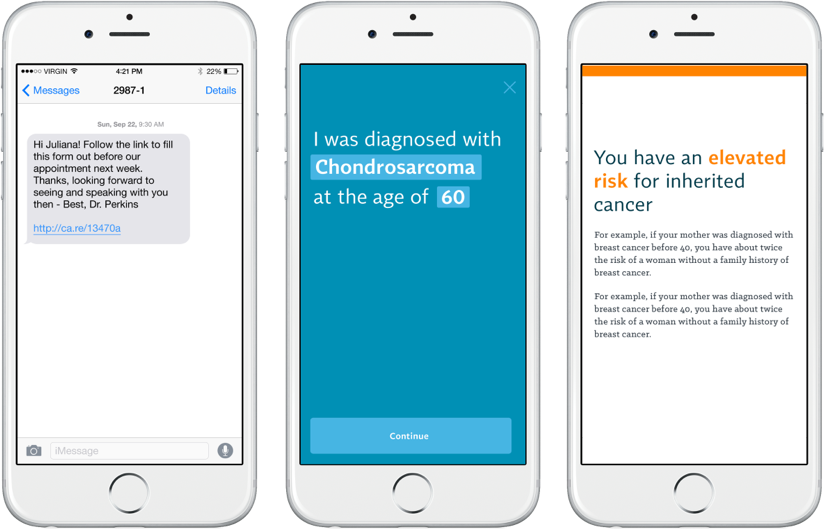 ●●●○○ VIRGIN 4:21 PM 22%
Messages 2987-1 Details
Sun, Sep 22, 9:30 AM
Hi Juliana! Follow the link to fill
this form out before our
appointment next week.
Thanks, looking forward to
seeing and speaking with you
then - Best, Dr. Perkins
http://ca.re/13470a
iMessage
I was diagnosed with
Chondrosarcoma
at the age of 60
Continue
You have an elevated
risk for inherited
cancer
For example, if your mother was diagnosed with
breast cancer before 40, you have about twice
the risk of a woman without a family history of
breast cancer.
For example, if your mother was diagnosed with
breast cancer before 40, you have about twice
the risk of a woman without a family history of
breast cancer.